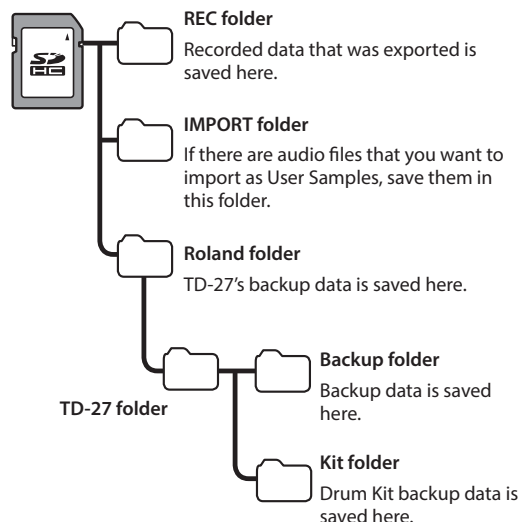 SD
HC
REC folder
Recorded data that was exported is
saved here.
IMPORT folder
If there are audio files that you want to
import as User Samples, save them in
this folder.
Roland folder
TD-27's backup data is saved here.
TD-27 folder
Backup folder
Backup data is saved
here.
Kit folder
Drum Kit backup data is
saved here.